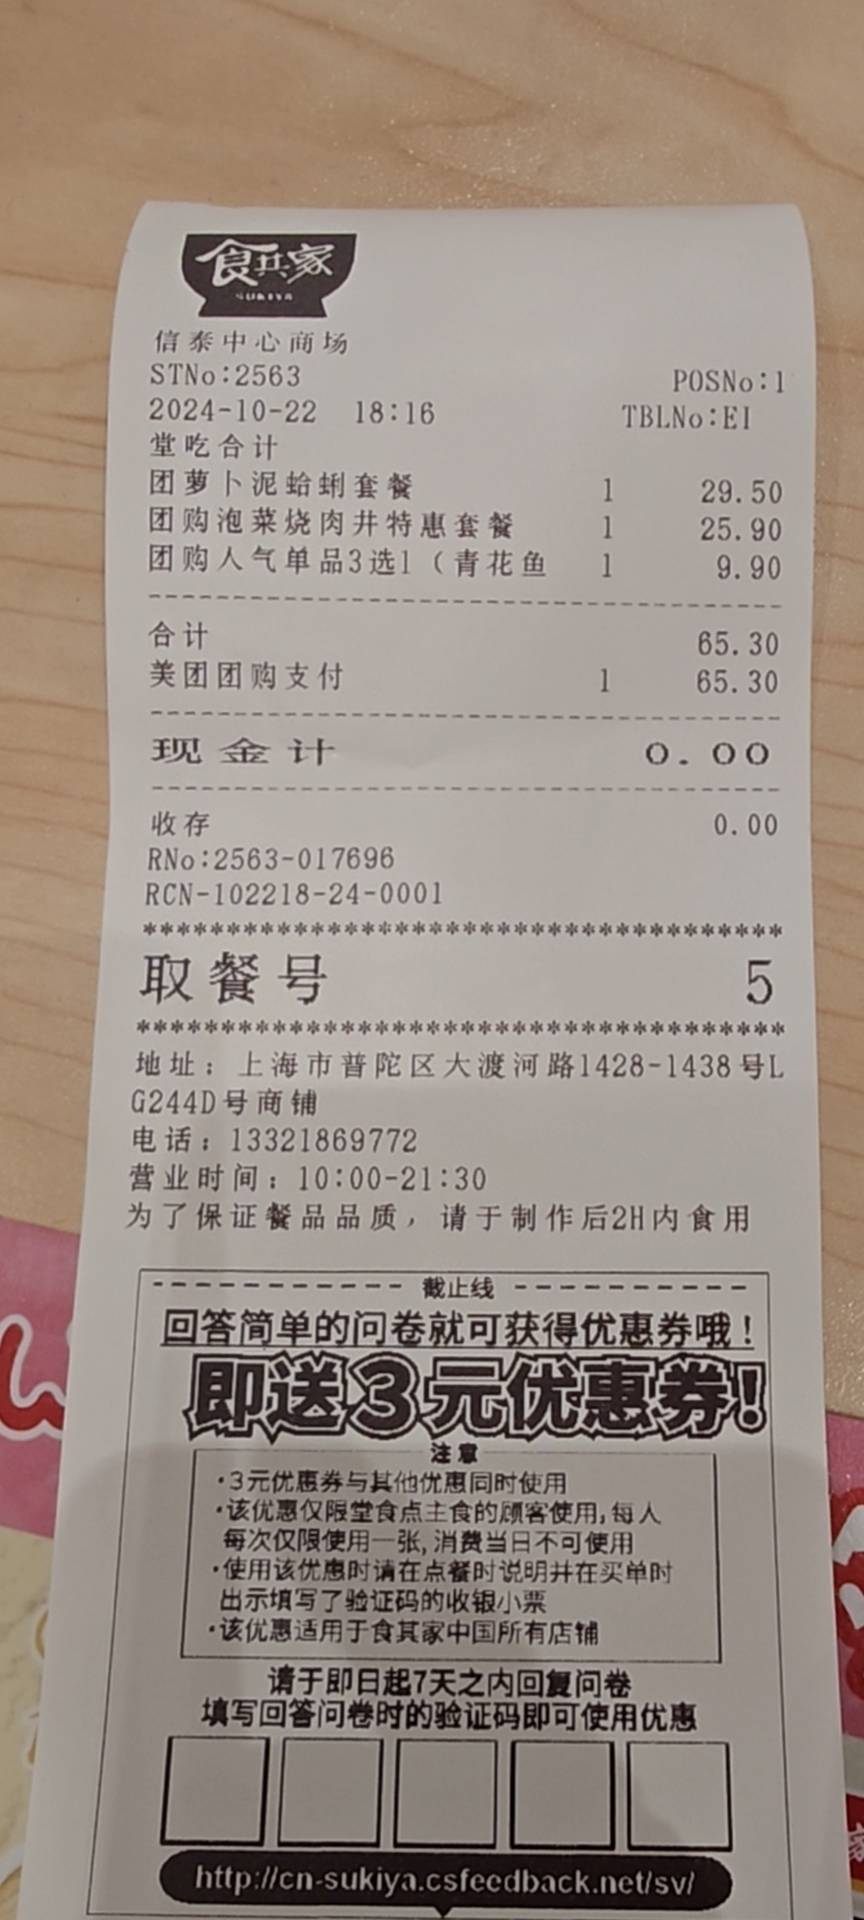 食其家
SUKIYA
信泰中心商场
STNo:2563 POSNo:1
2024-10-22 18:16 TBLNo:EI
堂吃合计
团萝卜泥蛤蜊套餐 1 29.50
团购泡菜烧肉丼特惠套餐 1 25.90
团购人气单品3选1（青花鱼 1 9.90
合计 65.30
美团团购支付 1 65.30
现金计 0.00
收存 0.00
RNo:2563-017696
RCN-102218-24-0001
***************************************
取餐号 5
***************************************
地址：上海市普陀区大渡河路1428-1438号L
G244D号商铺
电话：13321869772
营业时间：10:00-21:30
为了保证餐品品质，请于制作后2H内食用
截止线
回答简单的问卷就可获得优惠券哦！
即送3元优惠券!
注意
·3元优惠券与其他优惠同时使用
·该优惠仅限堂食点主食的顾客使用,每人
每次仅限使用一张,消费当日不可使用
·使用该优惠时请在点餐时说明并在买单时
出示填写了验证码的收银小票
·该优惠适用于食其家中国所有店铺
请于即日起7天之内回复问卷
填写回答问卷时的验证码即可使用优惠
http://cn-sukiya.csfeedback.net/sv/